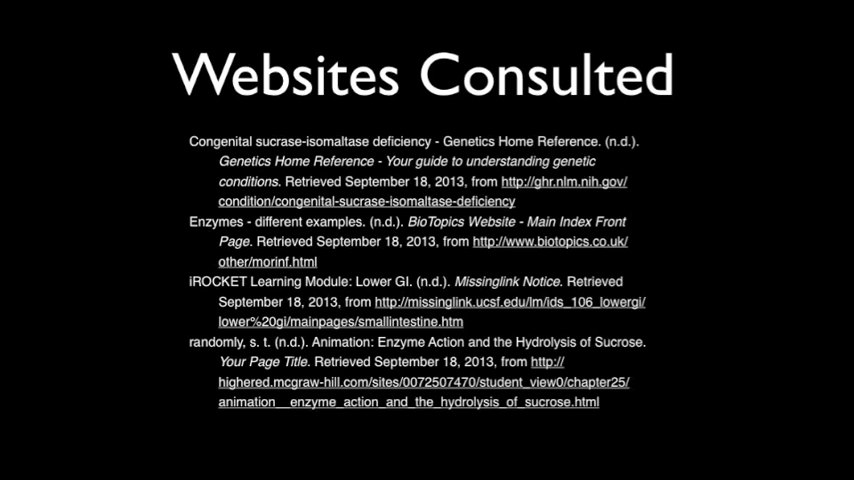 Websites Consulted
Congenital sucrase-isomaltase deficiency - Genetics Home Reference. (n.d.).
Genetics Home Reference - Your guide to understanding genetic
conditions. Retrieved September 18, 2013, from http://ghr.nlm.nih.gov/
condition/congenital-sucrase-isomaltase-deficiency
Enzymes - different examples. (n.d.). BioTopics Website - Main Index Front
Page. Retrieved September 18, 2013, from http://www.biotopics.co.uk/
other/morinf.html
iROCKET Learning Module: Lower GI. (n.d.). Missinglink Notice. Retrieved
September 18, 2013, from http://missinglink.ucsf.edu/lm/ids_106_lowergi/
lower%20gi/mainpages/smallintestine.htm
randomly, s. t. (n.d.). Animation: Enzyme Action and the Hydrolysis of Sucrose.
Your Page Title. Retrieved September 18, 2013, from http://
highered.mcgraw-hill.com/sites/0072507470/student_view0/chapter25/
animation__enzyme_action_and_the_hydrolysis_of_sucrose.html